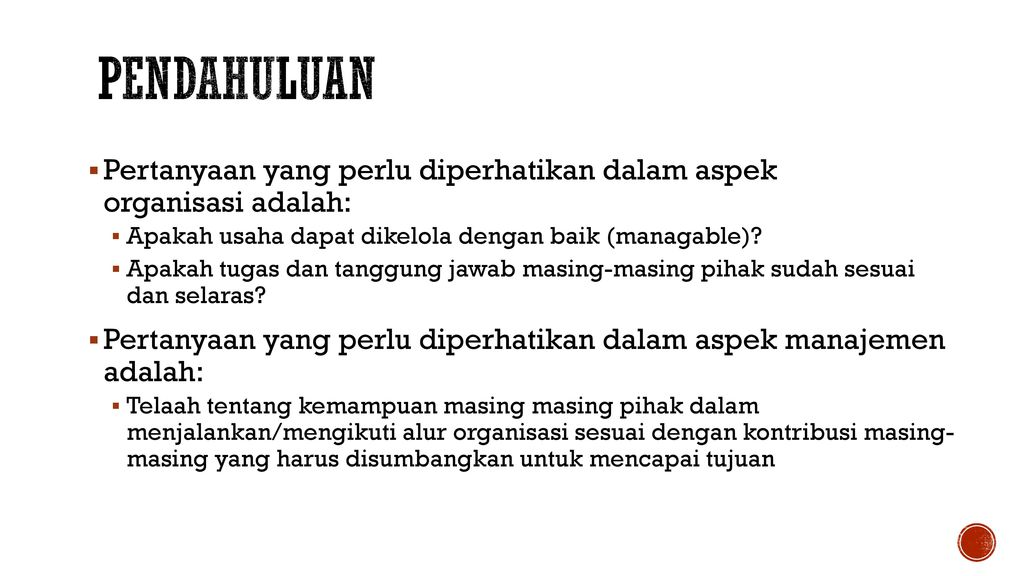 PENDAHULUAN
▪ Pertanyaan yang perlu diperhatikan dalam aspek
organisasi adalah:
▪ Apakah usaha dapat dikelola dengan baik (managable)?
▪ Apakah tugas dan tanggung jawab masing-masing pihak sudah sesuai
dan selaras?
▪ Pertanyaan yang perlu diperhatikan dalam aspek manajemen
adalah:
▪ Telaah tentang kemampuan masing masing pihak dalam
menjalankan/mengikuti alur organisasi sesuai dengan kontribusi masing-
masing yang harus disumbangkan untuk mencapai tujuan